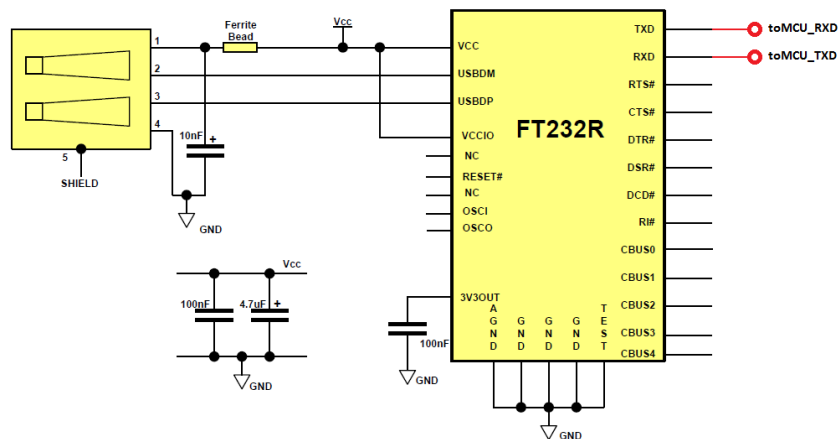 Ferrite
Bead
Vcc
1
2
3
4
5
SHIELD
10nF
+
GND
Vcc
100nF
4.7uF
+
GND
FT232R
VCC
USBDM
USBDP
VCCIO
NC
RESET#
NC
OSCI
OSCO
3V3OUT
100nF
GND
AGND
GND
GND
GND
TEST
GND
TXD
RXD
RTS#
CTS#
DTR#
DSR#
DCD#
RI#
CBUS0
CBUS1
CBUS2
CBUS3
CBUS4
toMCU_RXD
toMCU_TXD